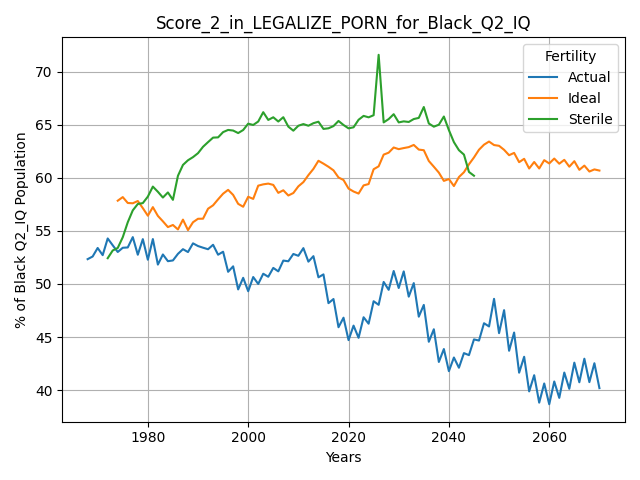 Score_2_in_LEGALIZE_PORN_for_Black_Q2_IQ
% of Black Q2_IQ Population
70
65
60
55
50
45
40
Fertility
Actual
Ideal
Sterile
1980
2000
2020
2040
2060
Years